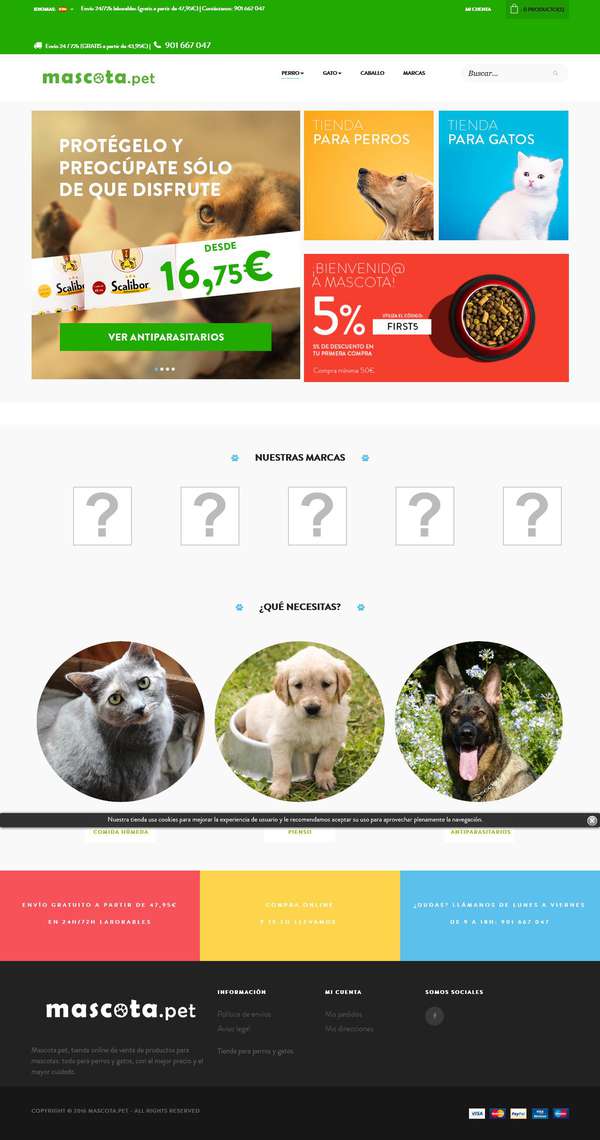 IDIOMAS:
Envío 24/72h laborables (gratis a partir de 47,95€) | Contáctanos: 901 667 047
MI CUENTA
0 PRODUCTO(S)
Envío 24 / 72h (GRATIS a partir de 43,95€) | 901 667 047
mascota.pet
PERRO
GATO
CABALLO
MARCAS
Buscar...
PROTÉGELO Y
PREOCÚPATE SÓLO
DE QUE DISFRUTE
DESDE
16,75€
Scalibor
Scalibor
VER ANTIPARASITARIOS
TIENDA
PARA PERROS
TIENDA
PARA GATOS
¡BIENVENID@
A MASCOTA!
5%
UTILIZA EL CÓDIGO:
FIRST5
5% DE DESCUENTO EN
TU PRIMERA COMPRA
Compra mínima 50€
NUESTRAS MARCAS
? ? ? ? ?
¿QUÉ NECESITAS?
Nuestra tienda usa cookies para mejorar la experiencia de usuario y le recomendamos aceptar su uso para aprovechar plenamente la navegación.
COMIDA HÚMEDA
PIENSO
ANTIPARASITARIOS
ENVÍO GRATUITO A PARTIR DE 47,95€
EN 24H/72H LABORABLES
COMPRA ONLINE
Y TE LO LLEVAMOS
¿DUDAS? LLÁMANOS DE LUNES A VIERNES
DE 9 A 18H: 901 667 047
mascota.pet
Mascota.pet, tienda online de venta de productos para
mascotas: todo para perros y gatos, con el mejor precio y el
mayor cuidado.
INFORMACIÓN
Política de envíos
Aviso legal
Tienda para perros y gatos
MI CUENTA
Mis pedidos
Mis direcciones
SOMOS SOCIALES
COPYRIGHT © 2016 MASCOTA.PET - ALL RIGHTS RESERVED
VISA
PayPal